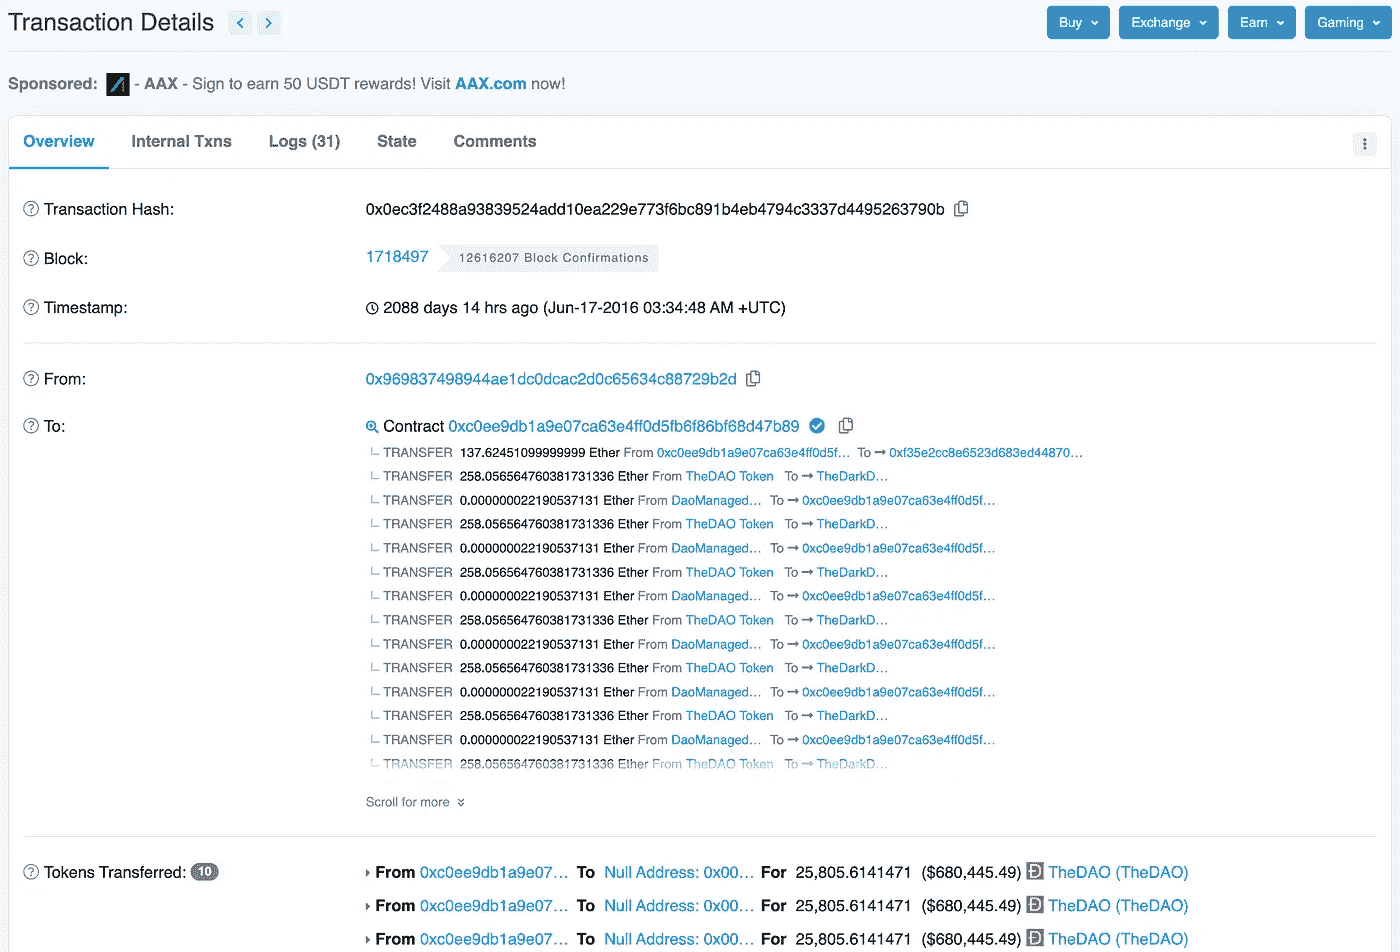 Transaction Details
Buy Exchange Earn Gaming
Sponsored: - AAX - Sign to earn 50 USDT rewards! Visit AAX.com now!
Overview Internal Txns Logs (31) State Comments
Transaction Hash: 0x0ec3f2488a93839524add10ea229e773f6bc891b4eb4794c3337d4495263790b
Block: 1718497 12616207 Block Confirmations
Timestamp: 2088 days 14 hrs ago (Jun-17-2016 03:34:48 AM +UTC)
From: 0x969837498944ae1dc0dcac2d0c65634c88729b2d
To: Contract 0xc0ee9db1a9e07ca63e4ff0d5fb6f86bf68d47b89
TRANSFER 137.62451099999999 Ether From 0xc0ee9db1a9e07ca63e4ff0d5f... To → 0xf35e2cc8e6523d683ed44870...
TRANSFER 258.056564760381731336 Ether From TheDAO Token To → TheDarkD...
TRANSFER 0.000000022190537131 Ether From DaoManaged... To → 0xc0ee9db1a9e07ca63e4ff0d5f...
TRANSFER 258.056564760381731336 Ether From TheDAO Token To → TheDarkD...
TRANSFER 0.000000022190537131 Ether From DaoManaged... To → 0xc0ee9db1a9e07ca63e4ff0d5f...
TRANSFER 258.056564760381731336 Ether From TheDAO Token To → TheDarkD...
TRANSFER 0.000000022190537131 Ether From DaoManaged... To → 0xc0ee9db1a9e07ca63e4ff0d5f...
TRANSFER 258.056564760381731336 Ether From TheDAO Token To → TheDarkD...
TRANSFER 0.000000022190537131 Ether From DaoManaged... To → 0xc0ee9db1a9e07ca63e4ff0d5f...
TRANSFER 258.056564760381731336 Ether From TheDAO Token To → TheDarkD...
TRANSFER 0.000000022190537131 Ether From DaoManaged... To → 0xc0ee9db1a9e07ca63e4ff0d5f...
TRANSFER 258.056564760381731336 Ether From TheDAO Token To → TheDarkD...
TRANSFER 0.000000022190537131 Ether From DaoManaged... To → 0xc0ee9db1a9e07ca63e4ff0d5f...
TRANSFER 258.056564760381731336 Ether From TheDAO Token To → TheDarkD...
Scroll for more
Tokens Transferred: 10 From 0xc0ee9db1a9e07... To Null Address: 0x00... For 25,805.6141471 ($680,445.49) TheDAO (TheDAO)
From 0xc0ee9db1a9e07... To Null Address: 0x00... For 25,805.6141471 ($680,445.49) TheDAO (TheDAO)
From 0xc0ee9db1a9e07... To Null Address: 0x00... For 25,805.6141471 ($680,445.49) TheDAO (TheDAO)